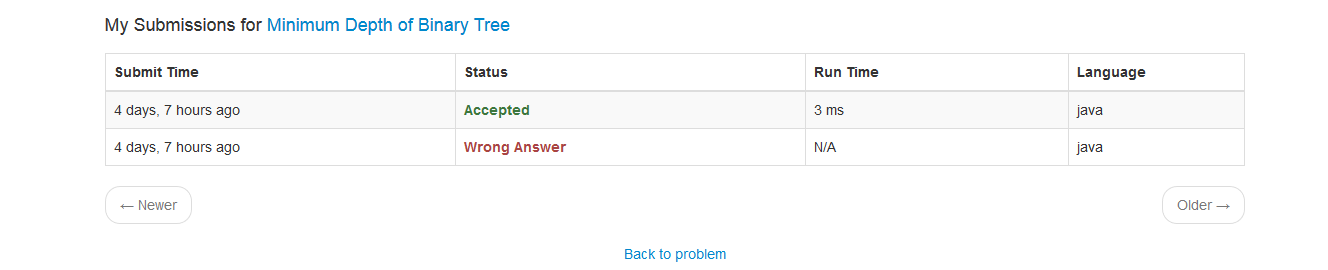 My Submissions for Minimum Depth of Binary Tree
Submit Time Status Run Time Language
4 days, 7 hours ago Accepted 3 ms java
4 days, 7 hours ago Wrong Answer N/A java
← Newer Older →
Back to problem